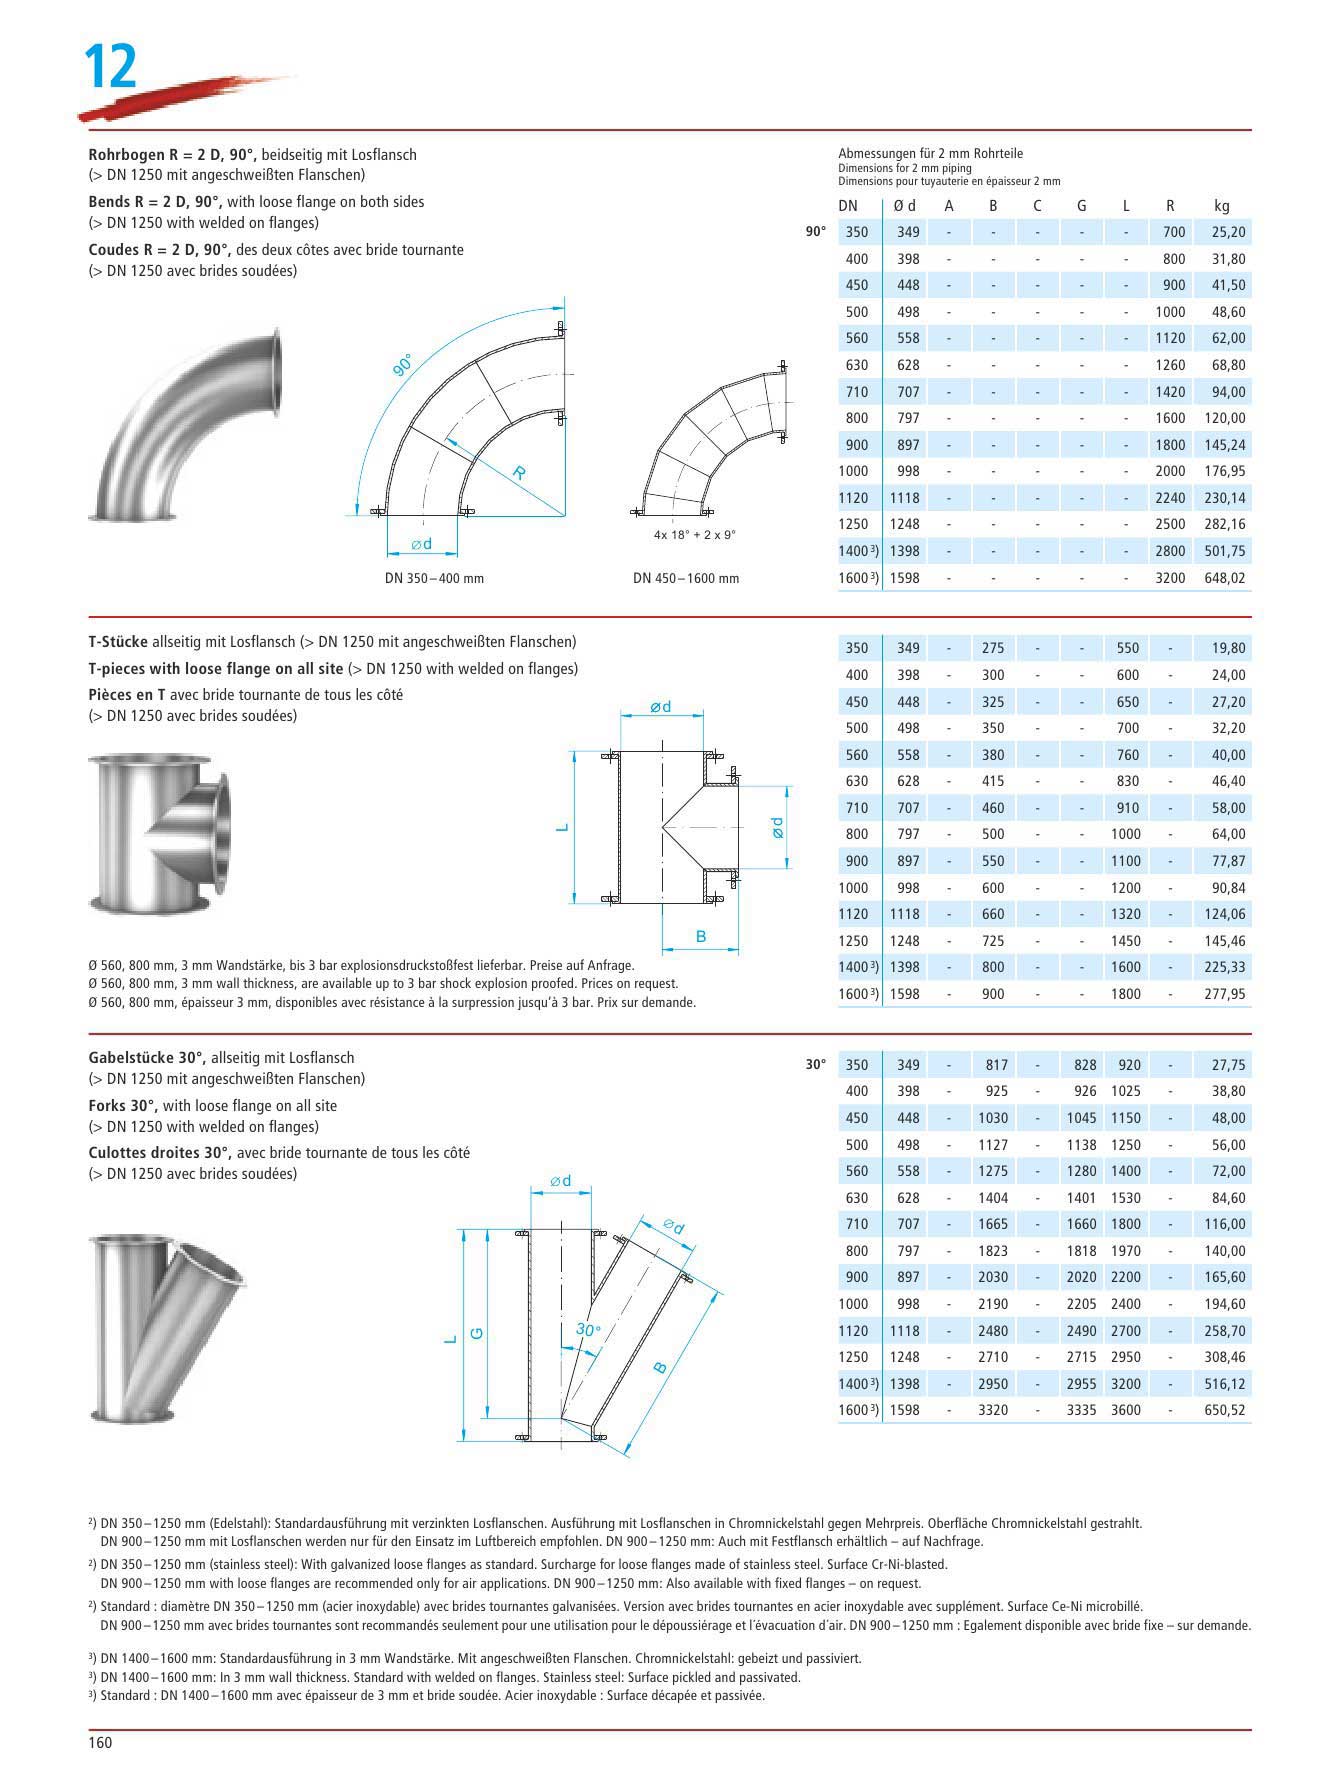 12
Rohrbogen R = 2 D, 90°, beidseitig mit Losflansch
(> DN 1250 mit angeschweißten Flanschen)
Bends R = 2 D, 90°, with loose flange on both sides
(> DN 1250 with welded on flanges)
Coudes R = 2 D, 90°, des deux côtes avec bride tournante
(> DN 1250 avec brides soudées)
90°
R
Ød
DN 350–400 mm
4x 18° + 2 x 9°
DN 450–1600 mm
Abmessungen für 2 mm Rohrteile
Dimensions for 2 mm piping
Dimensions pour tuyauterie en épaisseur 2 mm
DN Ø d A B C G L R kg
90° 350 349 - - - - - 700 25,20
400 398 - - - - - 800 31,80
450 448 - - - - - 900 41,50
500 498 - - - - - 1000 48,60
560 558 - - - - - 1120 62,00
630 628 - - - - - 1260 68,80
710 707 - - - - - 1420 94,00
800 797 - - - - - 1600 120,00
900 897 - - - - - 1800 145,24
1000 998 - - - - - 2000 176,95
1120 1118 - - - - - 2240 230,14
1250 1248 - - - - - 2500 282,16
1400 3) 1398 - - - - - 2800 501,75
1600 3) 1598 - - - - - 3200 648,02
T-Stücke allseitig mit Losflansch (> DN 1250 mit angeschweißten Flanschen)
T-pieces with loose flange on all site (> DN 1250 with welded on flanges)
Pièces en T avec bride tournante de tous les côté
(> DN 1250 avec brides soudées)
Ød
L
Ød
B
Ø 560, 800 mm, 3 mm Wandstärke, bis 3 bar explosionsdruckstoßfest lieferbar. Preise auf Anfrage.
Ø 560, 800 mm, 3 mm wall thickness, are available up to 3 bar shock explosion proofed. Prices on request.
Ø 560, 800 mm, épaisseur 3 mm, disponibles avec résistance à la surpression jusqu'à 3 bar. Prix sur demande.
350 349 - 275 - - 550 - 19,80
400 398 - 300 - - 600 - 24,00
450 448 - 325 - - 650 - 27,20
500 498 - 350 - - 700 - 32,20
560 558 - 380 - - 760 - 40,00
630 628 - 415 - - 830 - 46,40
710 707 - 460 - - 910 - 58,00
800 797 - 500 - - 1000 - 64,00
900 897 - 550 - - 1100 - 77,87
1000 998 - 600 - - 1200 - 90,84
1120 1118 - 660 - - 1320 - 124,06
1250 1248 - 725 - - 1450 - 145,46
1400 3) 1398 - 800 - - 1600 - 225,33
1600 3) 1598 - 900 - - 1800 - 277,95
Gabelstücke 30°, allseitig mit Losflansch
(> DN 1250 mit angeschweißten Flanschen)
Forks 30°, with loose flange on all site
(> DN 1250 with welded on flanges)
Culottes droites 30°, avec bride tournante de tous les côté
(> DN 1250 avec brides soudées)
Ød
Ød
L
G
30°
B
30° 350 349 - 817 - 828 920 - 27,75
400 398 - 925 - 926 1025 - 38,80
450 448 - 1030 - 1045 1150 - 48,00
500 498 - 1127 - 1138 1250 - 56,00
560 558 - 1275 - 1280 1400 - 72,00
630 628 - 1404 - 1401 1530 - 84,60
710 707 - 1665 - 1660 1800 - 116,00
800 797 - 1823 - 1818 1970 - 140,00
900 897 - 2030 - 2020 2200 - 165,60
1000 998 - 2190 - 2205 2400 - 194,60
1120 1118 - 2480 - 2490 2700 - 258,70
1250 1248 - 2710 - 2715 2950 - 308,46
1400 3) 1398 - 2950 - 2955 3200 - 516,12
1600 3) 1598 - 3320 - 3335 3600 - 650,52
2) DN 350–1250 mm (Edelstahl): Standardausführung mit verzinkten Losflanschen. Ausführung mit Losflanschen in Chromnickelstahl gegen Mehrpreis. Oberfläche Chromnickelstahl gestrahlt.
DN 900–1250 mm mit Losflanschen werden nur für den Einsatz im Luftbereich empfohlen. DN 900–1250 mm: Auch mit Festflansch erhältlich – auf Nachfrage.
2) DN 350–1250 mm (stainless steel): With galvanized loose flanges as standard. Surcharge for loose flanges made of stainless steel. Surface Cr-Ni-blasted.
DN 900–1250 mm with loose flanges are recommended only for air applications. DN 900–1250 mm: Also available with fixed flanges – on request.
2) Standard : diamètre DN 350–1250 mm (acier inoxydable) avec brides tournantes galvanisées. Version avec brides tournantes en acier inoxydable avec supplément. Surface Ce-Ni microbillé.
DN 900–1250 mm avec brides tournantes sont recommandés seulement pour une utilisation pour le dépoussiérage et l´évacuation d´air. DN 900–1250 mm : Egalement disponible avec bride fixe – sur demande.
3) DN 1400–1600 mm: Standardausführung in 3 mm Wandstärke. Mit angeschweißten Flanschen. Chromnickelstahl: gebeizt und passiviert.
3) DN 1400–1600 mm: In 3 mm wall thickness. Standard with welded on flanges. Stainless steel: Surface pickled and passivated.
3) Standard : DN 1400–1600 mm avec épaisseur de 3 mm et bride soudée. Acier inoxydable : Surface décapée et passivée.
160